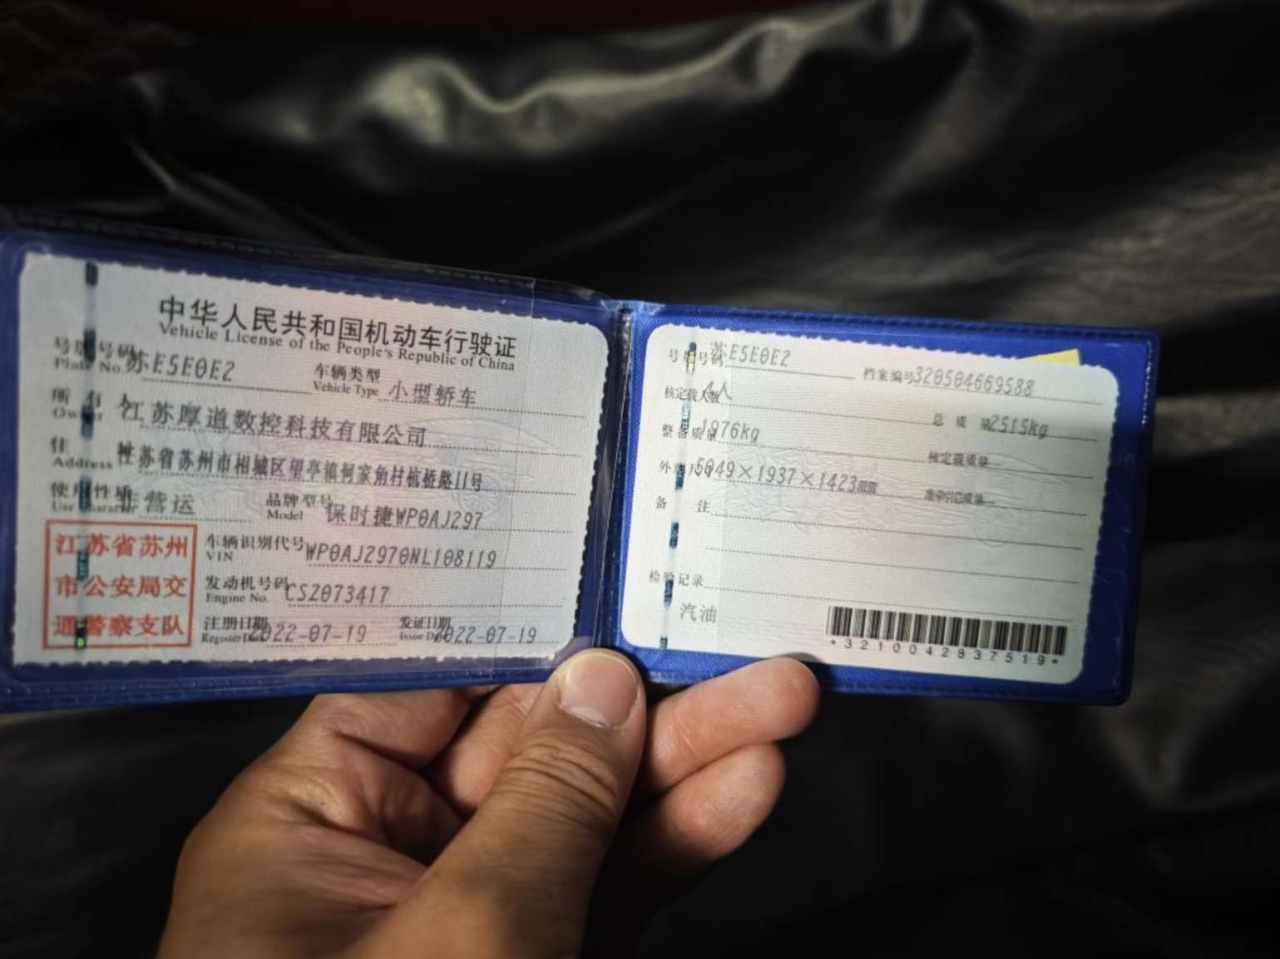 中华人民共和国机动车行驶证
Vehicle License of the People's Republic of China
号牌号码 苏E5E0E2 车辆类型 小型轿车
Plate No. Vehicle Type
所有人 江苏厚道数控科技有限公司
Owner
住 江苏省苏州市相城区望亭镇何家角村杭桥路11号
Address
使用性质 非营运 品牌型号 保时捷WP0AJ297
Use Character Model
江苏省苏州
市公安局交
通警察支队
车辆识别代号 WP0AJ2970NL108119
VIN
发动机号码 CSZ073417
Engine No.
注册日期 2022-07-19 发证日期 2022-07-19
Register Date Issue Date
号牌号码 苏E5E0E2 档案编号 320504669588
核定载人数 4人 总质量 2515kg
整备质量 1976kg 核定载质量 --
外廓尺寸 5049×1937×1423mm 准牵引总质量 --
备注
检验记录
汽油
*3210042837519*